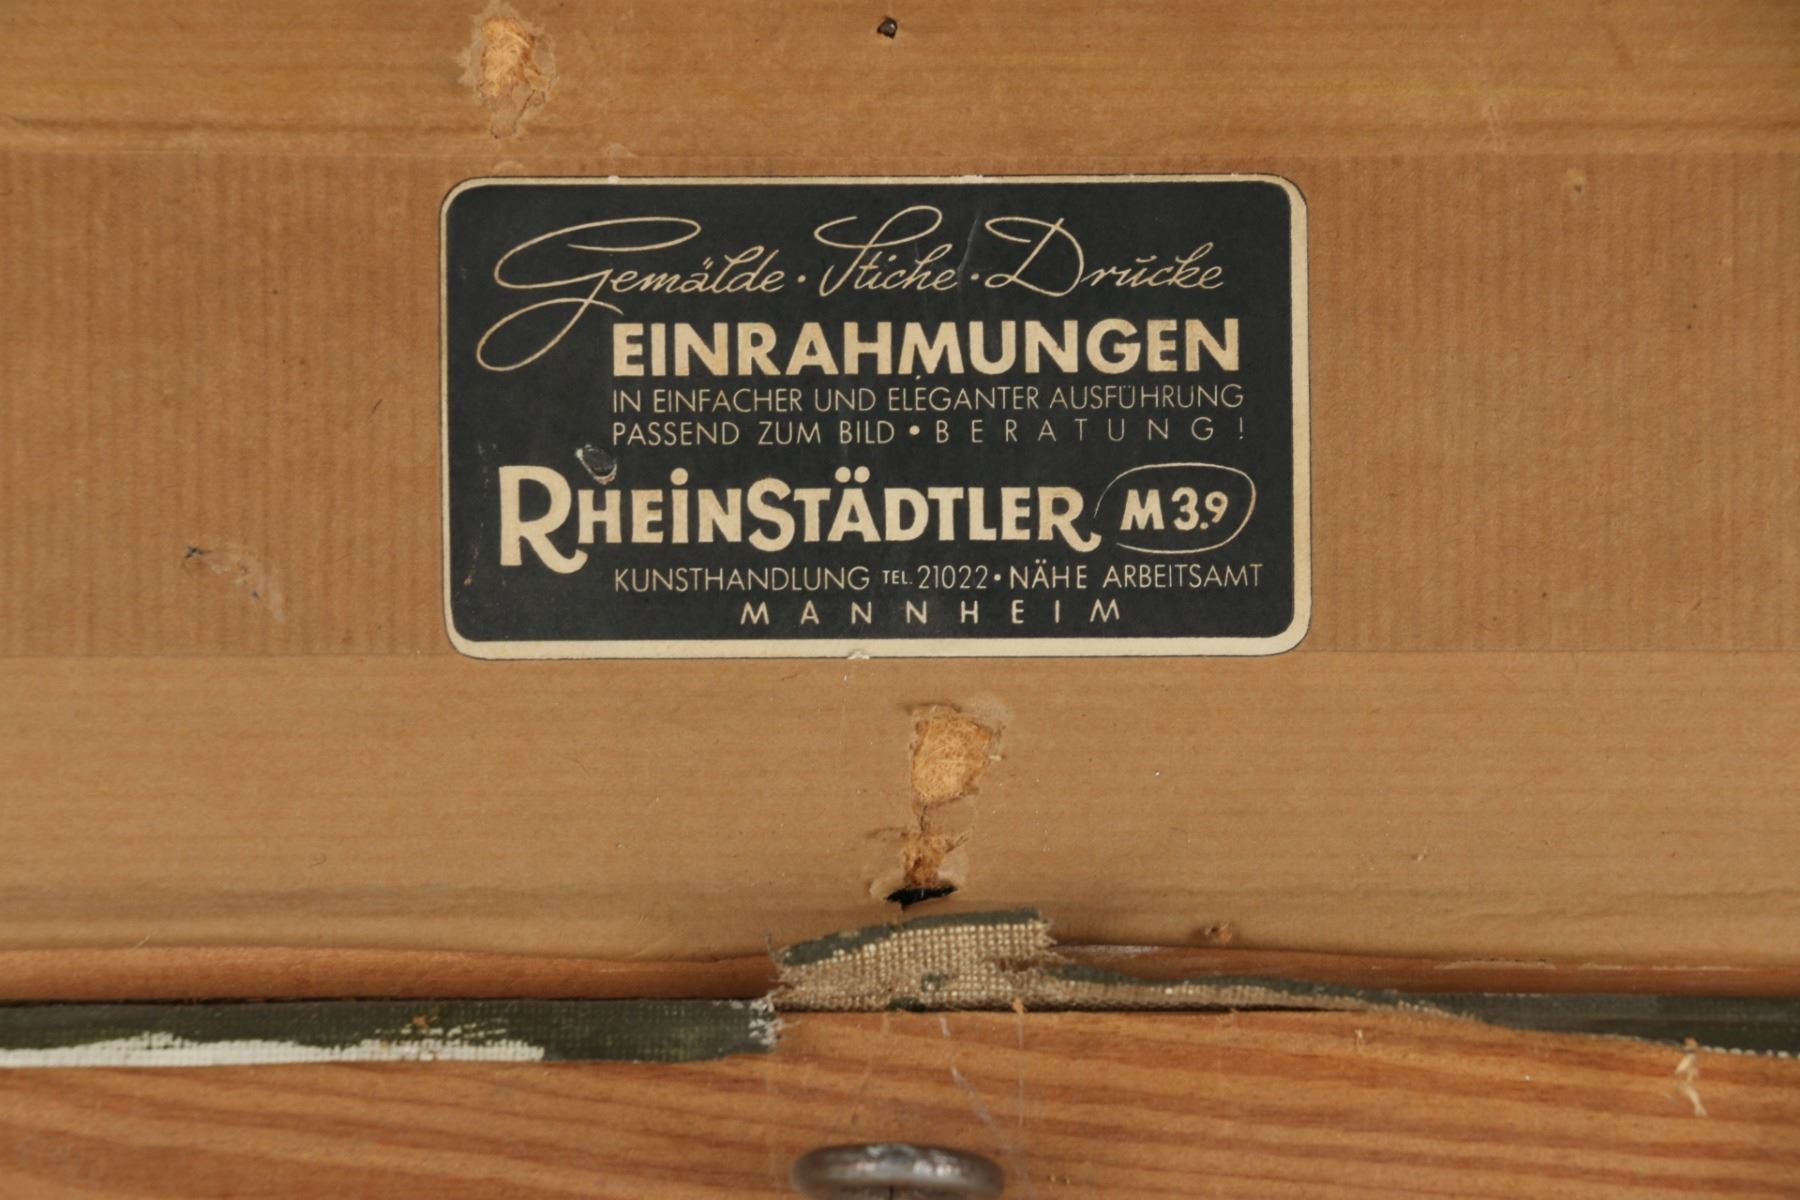 Gemälde · Stiche · Drucke
EINRAHMUNGEN
IN EINFACHER UND ELEGANTER AUSFÜHRUNG
PASSEND ZUM BILD • BERATUNG!
RHEINSTÄDTLER M 3.9
KUNSTHANDLUNG TEL. 21022 • NÄHE ARBEITSAMT
MANNHEIM